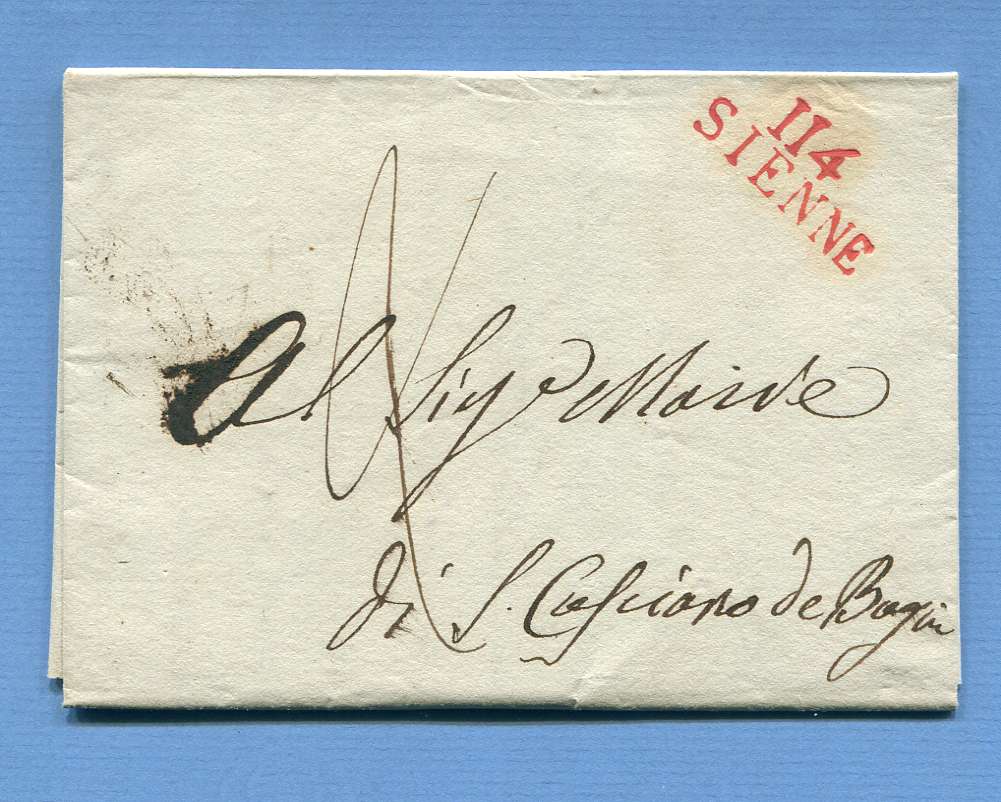 114
SIENNE
Al Sig.e Maire
di S. Casciano de Bagni